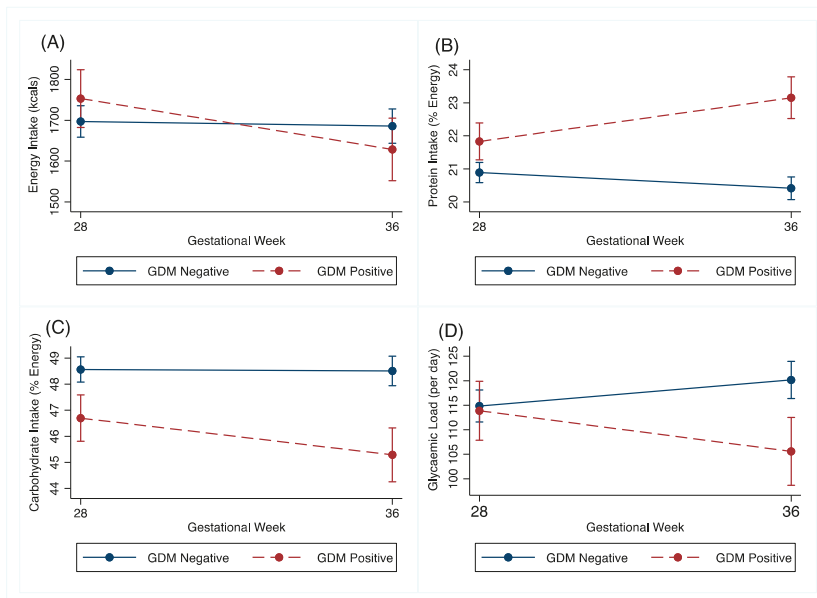 (A)
Energy Intake (kcals)
1800
1700
1600
1500
28
36
Gestational Week
GDM Negative
GDM Positive
(B)
Protein Intake (% Energy)
24
23
22
21
20
28
36
Gestational Week
GDM Negative
GDM Positive
(C)
Carbohydrate Intake (% Energy)
49
48
47
46
45
44
28
36
Gestational Week
GDM Negative
GDM Positive
(D)
Glycaemic Load (per day)
125
120
115
110
105
100
28
36
Gestational Week
GDM Negative
GDM Positive